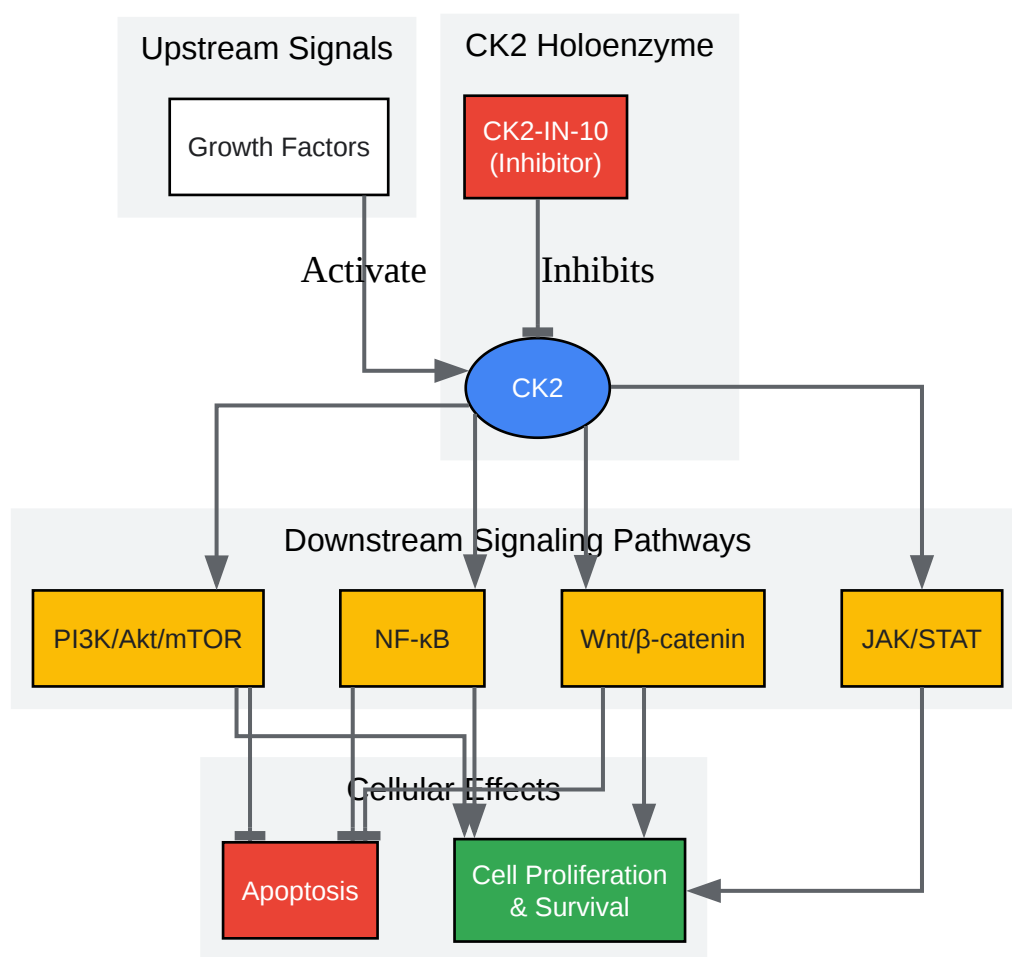 Upstream Signals
CK2 Holoenzyme
Growth Factors
CK2-IN-10
(Inhibitor)
Activate
Inhibits
CK2
Downstream Signaling Pathways
PI3K/Akt/mTOR
NF-κB
Wnt/β-catenin
JAK/STAT
Cellular Effects
Apoptosis
Cell Proliferation
& Survival